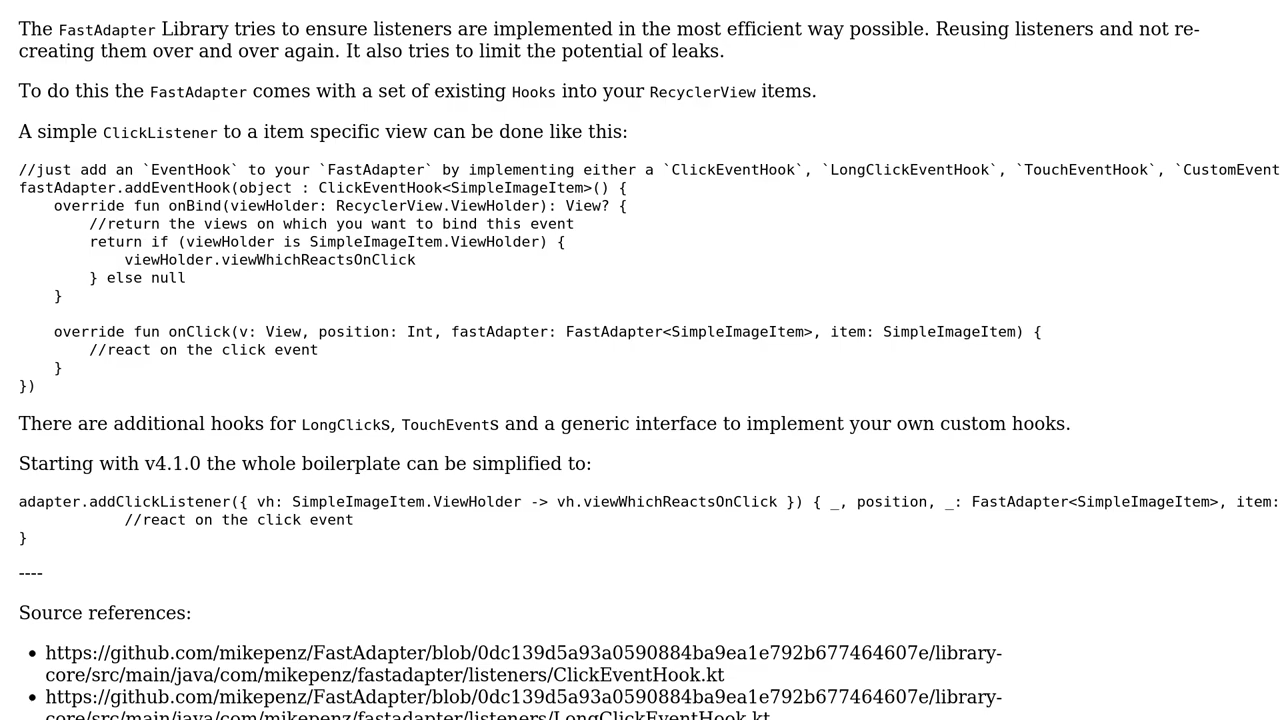 The FastAdapter Library tries to ensure listeners are implemented in the most efficient way possible. Reusing listeners and not re-
creating them over and over again. It also tries to limit the potential of leaks.
To do this the FastAdapter comes with a set of existing Hooks into your RecyclerView items.
A simple ClickListener to a item specific view can be done like this:
//just add an `EventHook` to your `FastAdapter` by implementing either a `ClickEventHook`, `LongClickEventHook`, `TouchEventHook`, `CustomEvent
fastAdapter.addEventHook(object : ClickEventHook<SimpleImageItem>() {
    override fun onBind(viewHolder: RecyclerView.ViewHolder): View? {
        //return the views on which you want to bind this event
        return if (viewHolder is SimpleImageItem.ViewHolder) {
            viewHolder.viewWhichReactsOnClick
        } else null
    }
    override fun onClick(v: View, position: Int, fastAdapter: FastAdapter<SimpleImageItem>, item: SimpleImageItem) {
        //react on the click event
    }
})
There are additional hooks for LongClicks, TouchEvents and a generic interface to implement your own custom hooks.
Starting with v4.1.0 the whole boilerplate can be simplified to:
adapter.addClickListener({ vh: SimpleImageItem.ViewHolder -> vh.viewWhichReactsOnClick }) { _, position, _: FastAdapter<SimpleImageItem>, item:
            //react on the click event
}
----
Source references:
• https://github.com/mikepenz/FastAdapter/blob/0dc139d5a93a0590884ba9ea1e792b677464607e/library-
core/src/main/java/com/mikepenz/fastadapter/listeners/ClickEventHook.kt
• https://github.com/mikepenz/FastAdapter/blob/0dc139d5a93a0590884ba9ea1e792b677464607e/library-
core/src/main/java/com/mikepenz/fastadapter/listeners/LongClickEventHook.kt